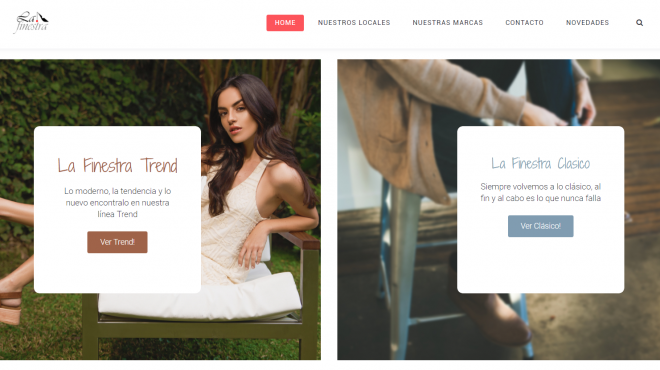 La finestra
HOME NUESTROS LOCALES NUESTRAS MARCAS CONTACTO NOVEDADES
La Finestra Trend
Lo moderno, la tendencia y lo
nuevo encontralo en nuestra
línea Trend
Ver Trend!
La Finestra Clasico
Siempre volvemos a lo clásico, al
fin y al cabo es lo que nunca falla
Ver Clásico!